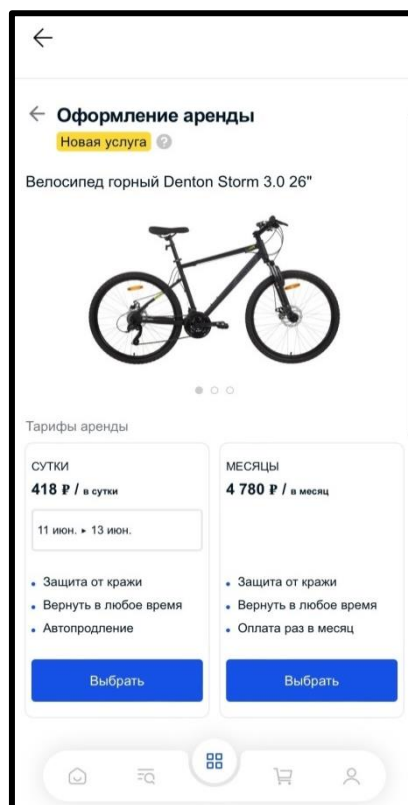 Оформление аренды
Новая услуга ?
Велосипед горный Denton Storm 3.0 26"
Тарифы аренды
СУТКИ
418 ₽ / в сутки
11 июн. ▸ 13 июн.
• Защита от кражи
• Вернуть в любое время
• Автопродление
Выбрать
МЕСЯЦЫ
4 780 ₽ / в месяц
• Защита от кражи
• Вернуть в любое время
• Оплата раз в месяц
Выбрать